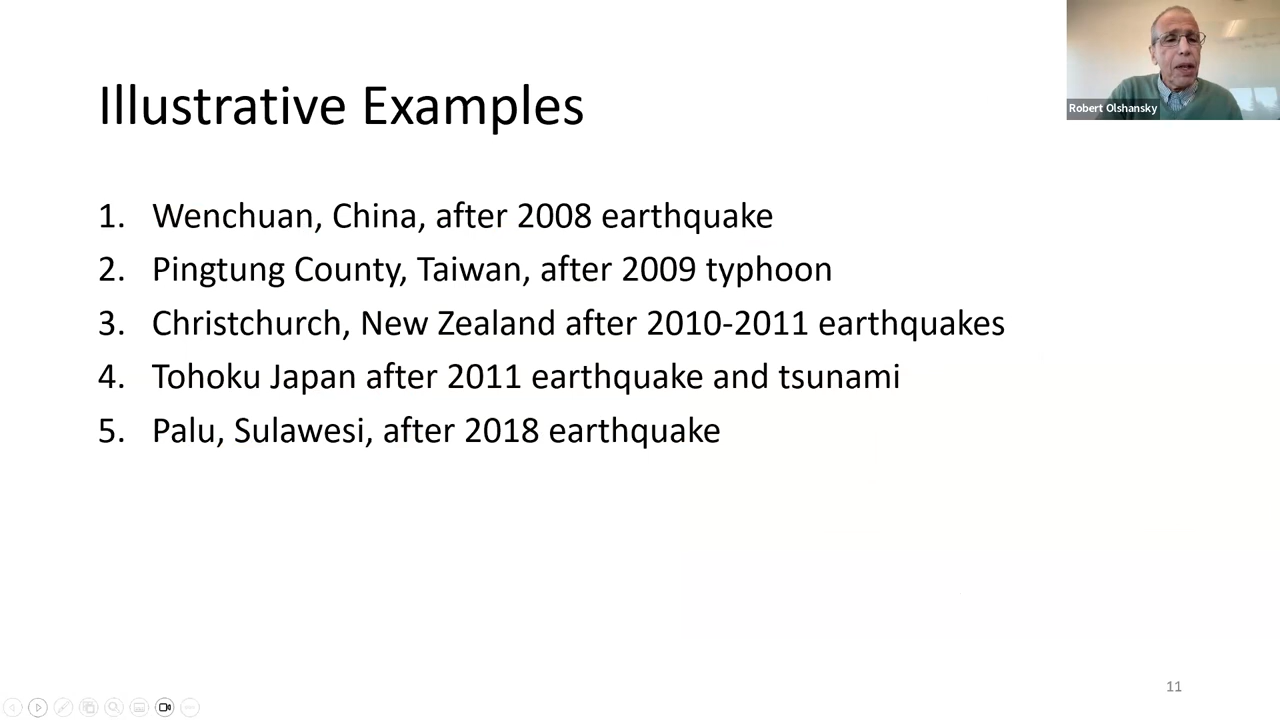 Illustrative Examples
1. Wenchuan, China, after 2008 earthquake
2. Pingtung County, Taiwan, after 2009 typhoon
3. Christchurch, New Zealand after 2010-2011 earthquakes
4. Tohoku Japan after 2011 earthquake and tsunami
5. Palu, Sulawesi, after 2018 earthquake
Robert Olshansky
11